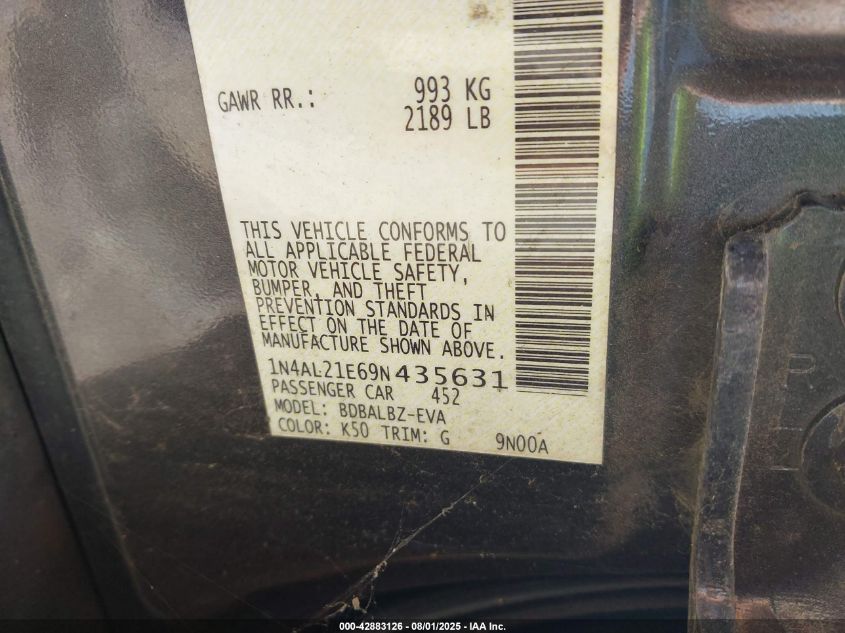 GAWR RR.: 993 KG
2189 LB
THIS VEHICLE CONFORMS TO
ALL APPLICABLE FEDERAL
MOTOR VEHICLE SAFETY,
BUMPER, AND THEFT
PREVENTION STANDARDS IN
EFFECT ON THE DATE OF
MANUFACTURE SHOWN ABOVE.
1N4AL21E69N435631
PASSENGER CAR 452
MODEL: BDBALBZ-EVA
COLOR: K50 TRIM: G 9N00A
000-42883126 - 08/01/2025 - IAA Inc.